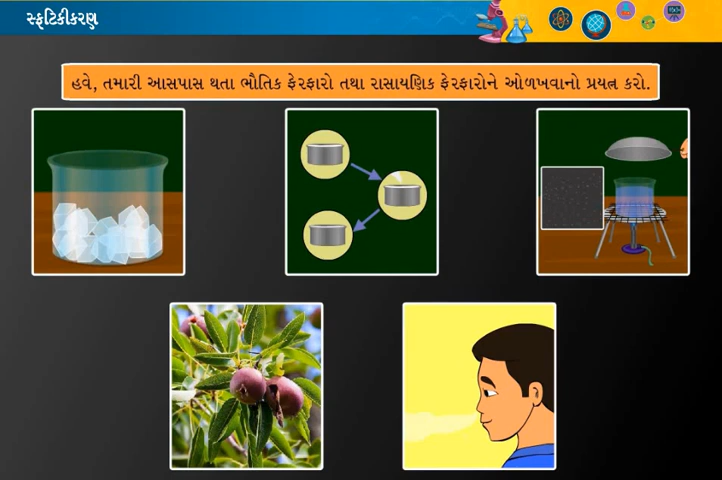 સ્ફટિકીકરણ
હવે, તમારી આસપાસ થતા ભૌતિક ફેરફારો તથા રાસાયણિક ફેરફારોને ઓળખવાનો પ્રયત્ન કરો.